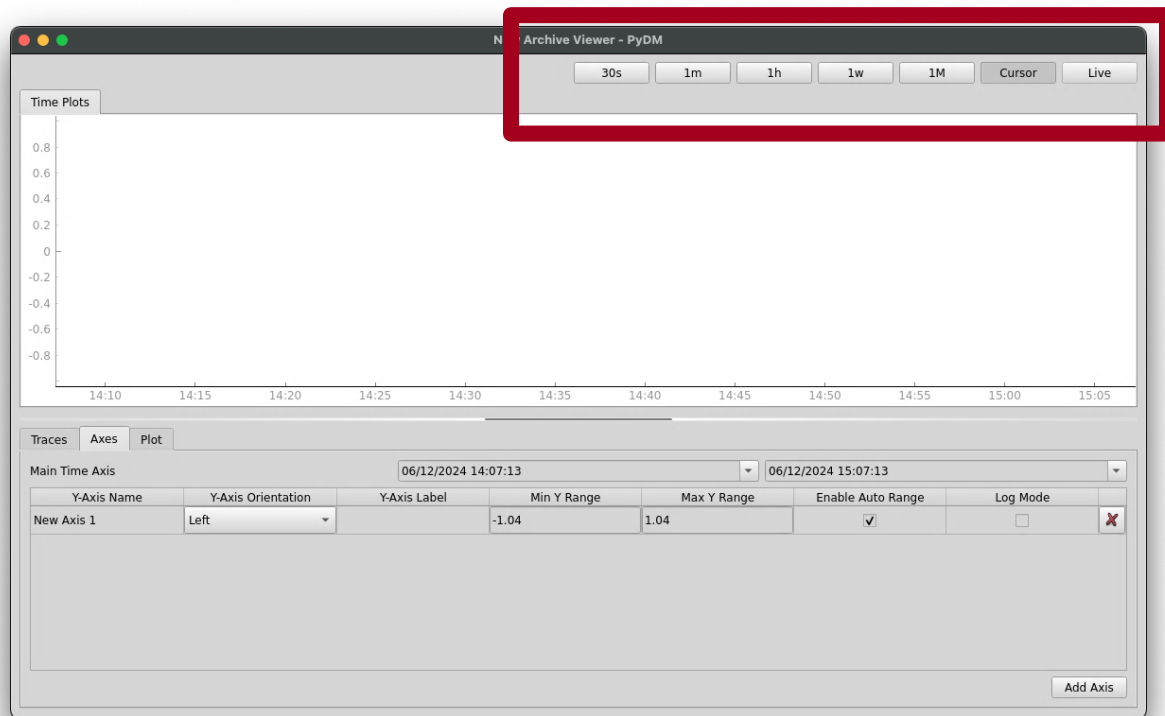 N Archive Viewer - PyDM
30s 1m 1h 1w 1M Cursor Live
Time Plots
0.8
0.6
0.4
0.2
0
-0.2
-0.4
-0.6
-0.8
14:10 14:15 14:20 14:25 14:30 14:35 14:40 14:45 14:50 14:55 15:00 15:05
Traces Axes Plot
Main Time Axis 06/12/2024 14:07:13 06/12/2024 15:07:13
Y-Axis Name Y-Axis Orientation Y-Axis Label Min Y Range Max Y Range Enable Auto Range Log Mode
New Axis 1 Left -1.04 1.04
Add Axis